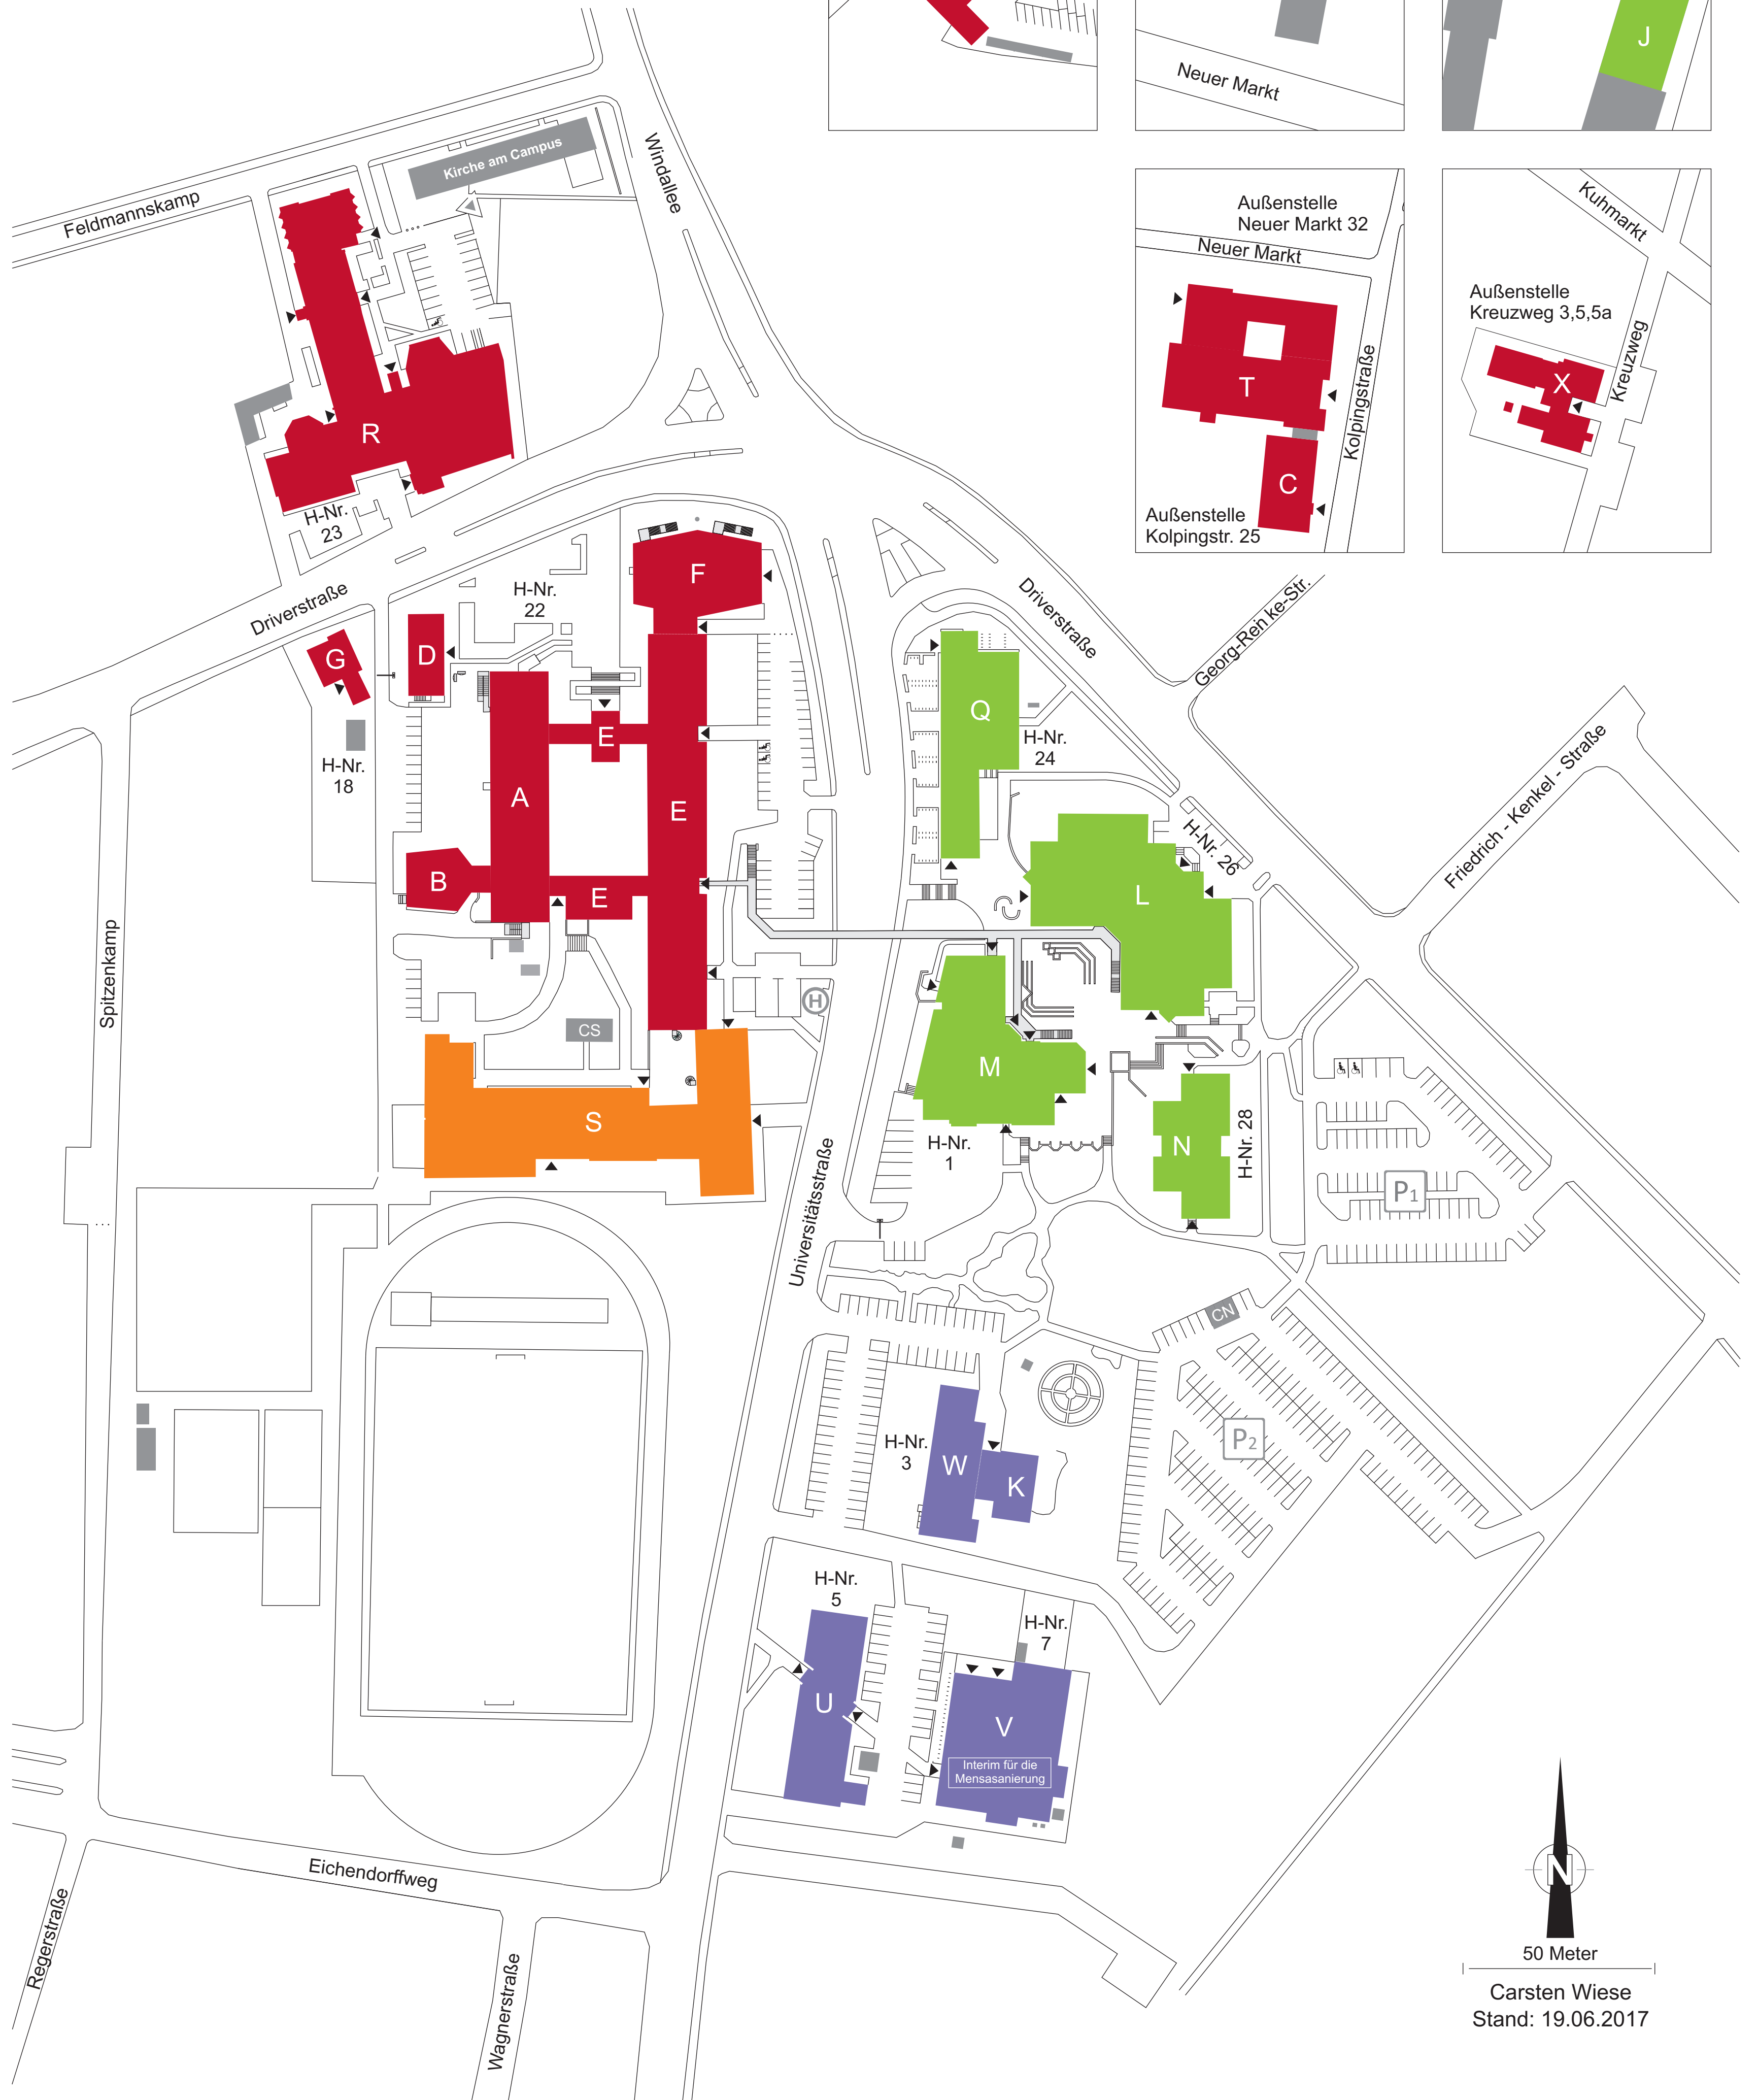 J
Neuer Markt
Kirche am Campus
Windallee
Feldmannskamp
Außenstelle
Neuer Markt 32
Neuer Markt
Kuhmarkt
Außenstelle
Kreuzweg 3,5,5a
Kreuzweg
X
T
Kolpingstraße
C
Außenstelle
Kolpingstr. 25
R
H-Nr.
23
Driverstraße
H-Nr.
22
F
Driverstraße
Georg-Ren ke-Str.
G
D
Q
H-Nr.
24
E
H-Nr.
18
A
E
Friedrich - Kenkel - Straße
H-Nr. 26
B
E
L
Spitzenkamp
H
CS
M
S
H-Nr.
1
N
H-Nr. 28
P1
Universitätsstraße
CN
P2
H-Nr.
3
W
K
H-Nr.
5
H-Nr.
7
U
V
Interim für die
Mensasanierung
Eichendorffweg
Regerstraße
Wagnerstraße
N
50 Meter
Carsten Wiese
Stand: 19.06.2017